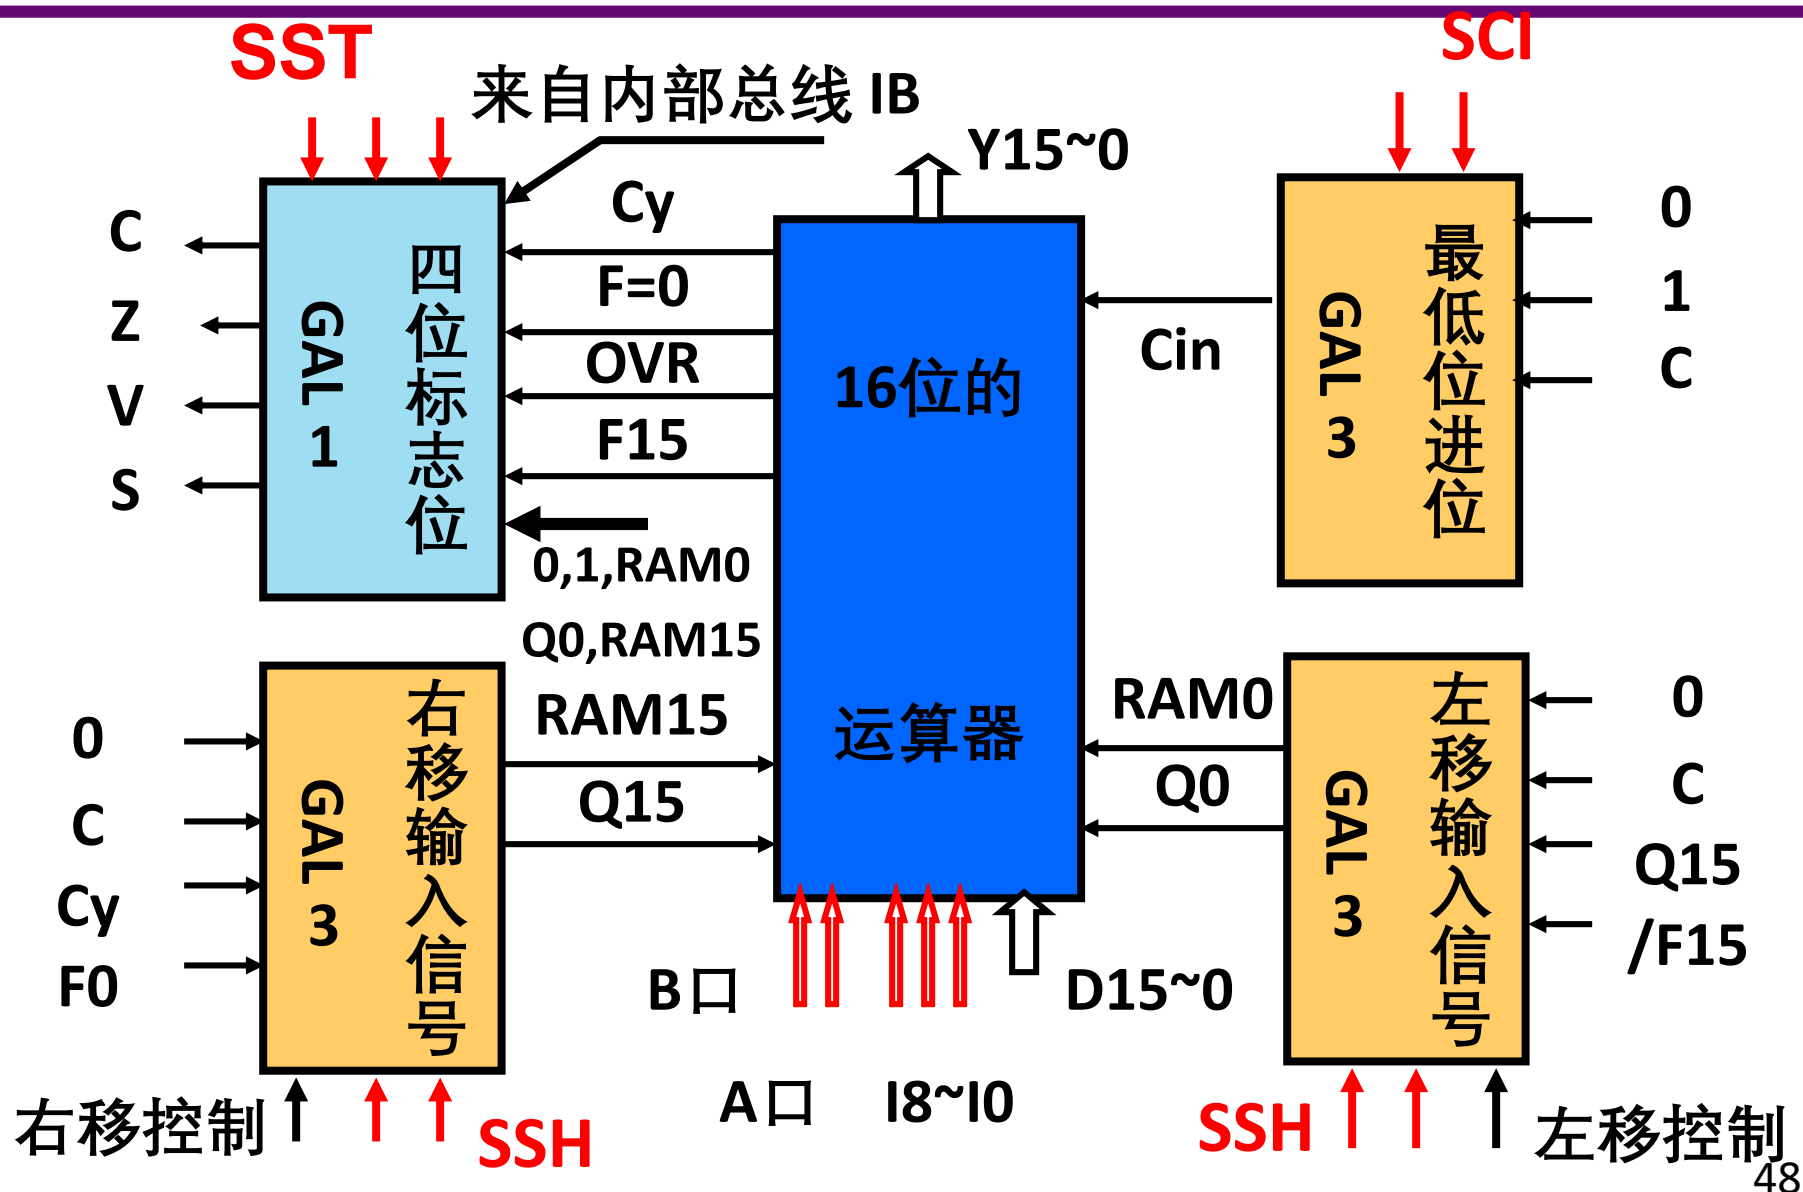 SST
SCI
来自内部总线 IB
Y15~0
C
Z
V
S
GAL 1
四位标志位
Cy
F=0
OVR
F15
0,1,RAM0
Q0,RAM15
16位的
运算器
Cin
GAL 3
最低位进位
0
1
C
0
C
Cy
F0
GAL 3
右移输入信号
RAM15
Q15
RAM0
Q0
GAL 3
左移输入信号
0
C
Q15
/F15
B口
D15~0
A口
I8~I0
右移控制
SSH
SSH
左移控制
48